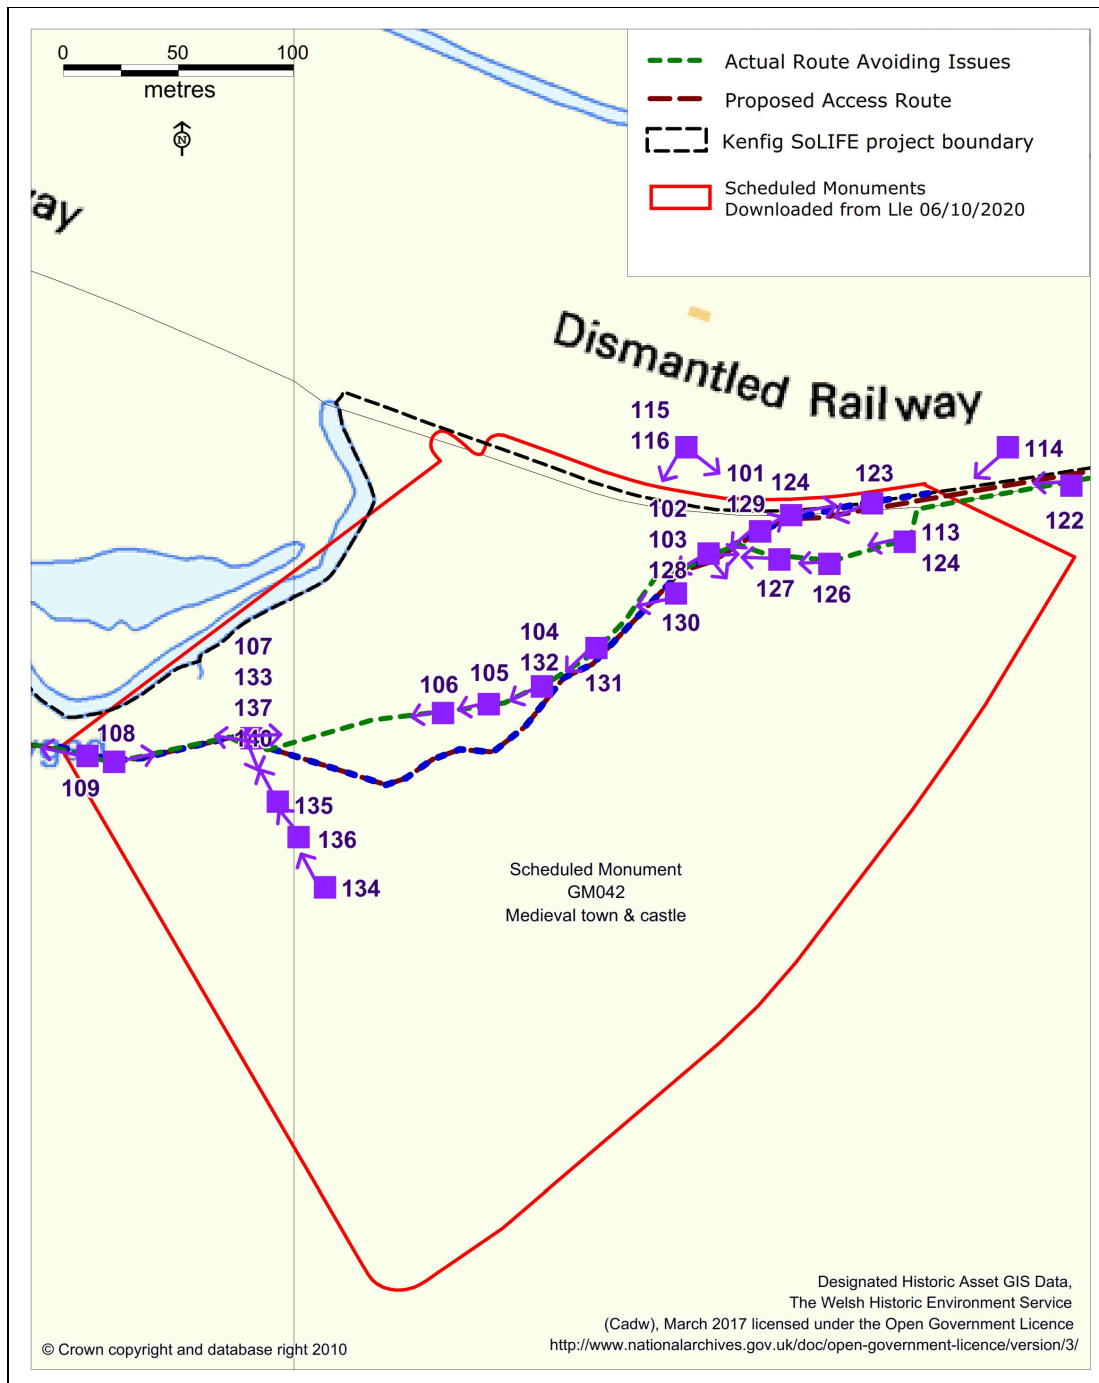 0 50 100
metres
N
Actual Route Avoiding Issues
Proposed Access Route
Kenfig SoLIFE project boundary
Scheduled Monuments
Downloaded from Lle 06/10/2020
way
Dismantled Railway
115
116
114
101
124
123
102
129
122
103
113
124
128
127
126
130
104
132
131
107
133
137
140
106
105
108
109
135
136
134
Scheduled Monument
GM042
Medieval town & castle
Designated Historic Asset GIS Data,
The Welsh Historic Environment Service
(Cadw), March 2017 licensed under the Open Government Licence
http://www.nationalarchives.gov.uk/doc/open-government-licence/version/3/
© Crown copyright and database right 2010